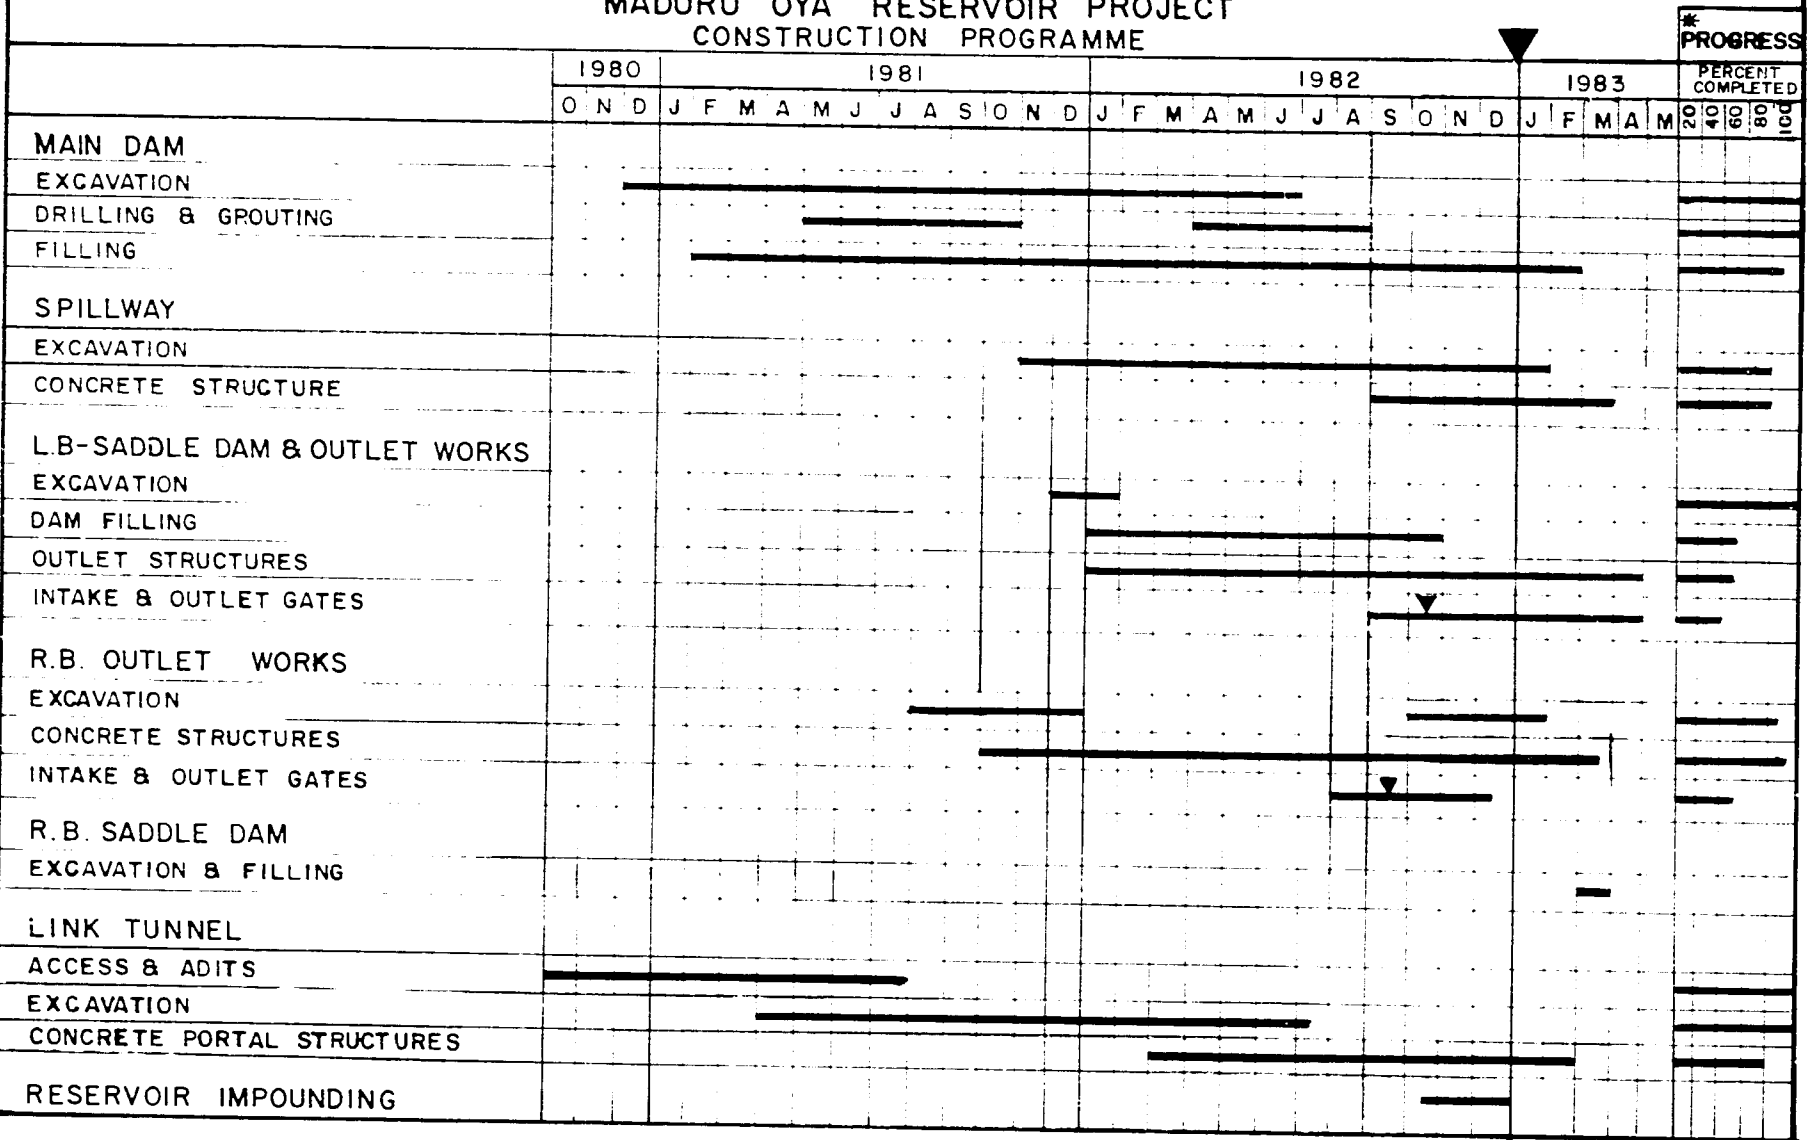 MADURU OYA RESERVOIR PROJECT
CONSTRUCTION PROGRAMME
*
PROGRESS
1980 1981 1982 1983 PERCENT COMPLETED
O N D J F M A M J J A S O N D J F M A M J J A S O N D J F M A M 20 40 60 80 100
MAIN DAM
EXCAVATION
DRILLING & GROUTING
FILLING
SPILLWAY
EXCAVATION
CONCRETE STRUCTURE
L.B-SADDLE DAM & OUTLET WORKS
EXCAVATION
DAM FILLING
OUTLET STRUCTURES
INTAKE & OUTLET GATES
R.B. OUTLET WORKS
EXCAVATION
CONCRETE STRUCTURES
INTAKE & OUTLET GATES
R.B. SADDLE DAM
EXCAVATION & FILLING
LINK TUNNEL
ACCESS & ADITS
EXCAVATION
CONCRETE PORTAL STRUCTURES
RESERVOIR IMPOUNDING